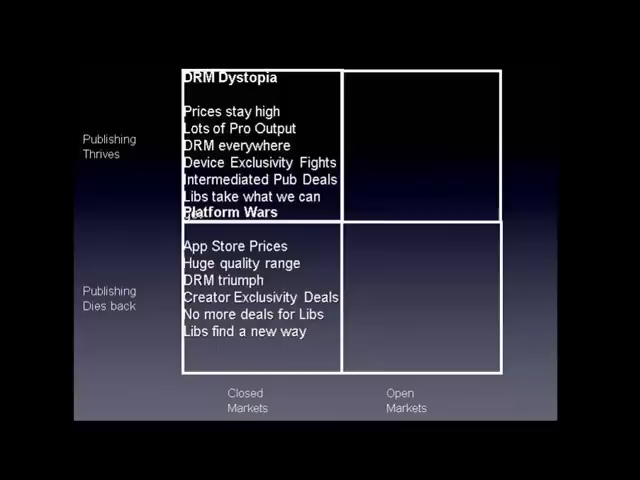 DRM Dystopia
Prices stay high
Lots of Pro Output
DRM everywhere
Device Exclusivity Fights
Intermediated Pub Deals
Libs take what we can
Platform Wars
App Store Prices
Huge quality range
DRM triumph
Creator Exclusivity Deals
No more deals for Libs
Libs find a new way
Publishing
Thrives
Publishing
Dies back
Closed
Markets
Open
Markets